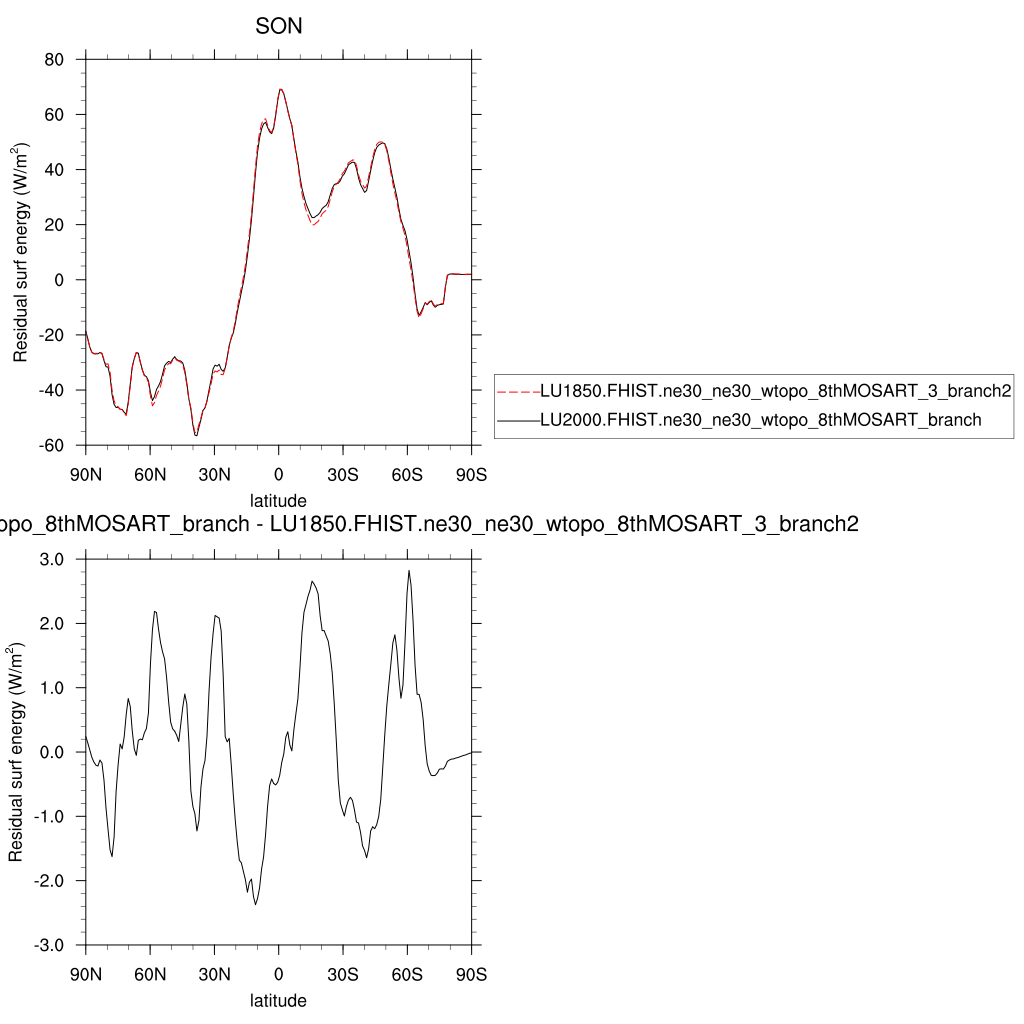 SON
80
60
40
20
0
-20
-40
-60
Residual surf energy (W/m²)
90N 60N 30N 0 30S 60S 90S
latitude
LU1850.FHIST.ne30_ne30_wtopo_8thMOSART_3_branch2
LU2000.FHIST.ne30_ne30_wtopo_8thMOSART_branch
opo_8thMOSART_branch - LU1850.FHIST.ne30_ne30_wtopo_8thMOSART_3_branch2
3.0
2.0
1.0
0.0
-1.0
-2.0
-3.0
Residual surf energy (W/m²)
90N 60N 30N 0 30S 60S 90S
latitude